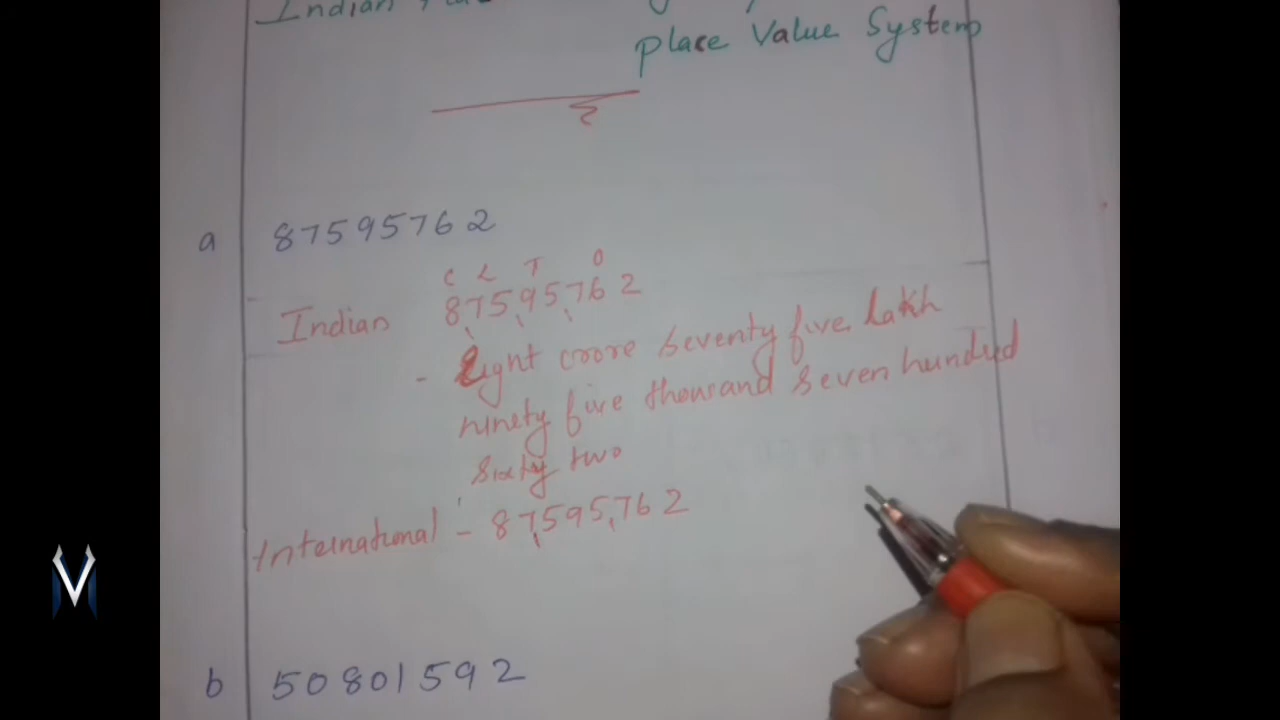 Indian
Place Value System
a 87595762
C L T O
Indian 8,75,95,762
- Eight crore seventy five lakh
ninety five thousand seven hundred
sixty two
International - 87,595,762
b 50801592